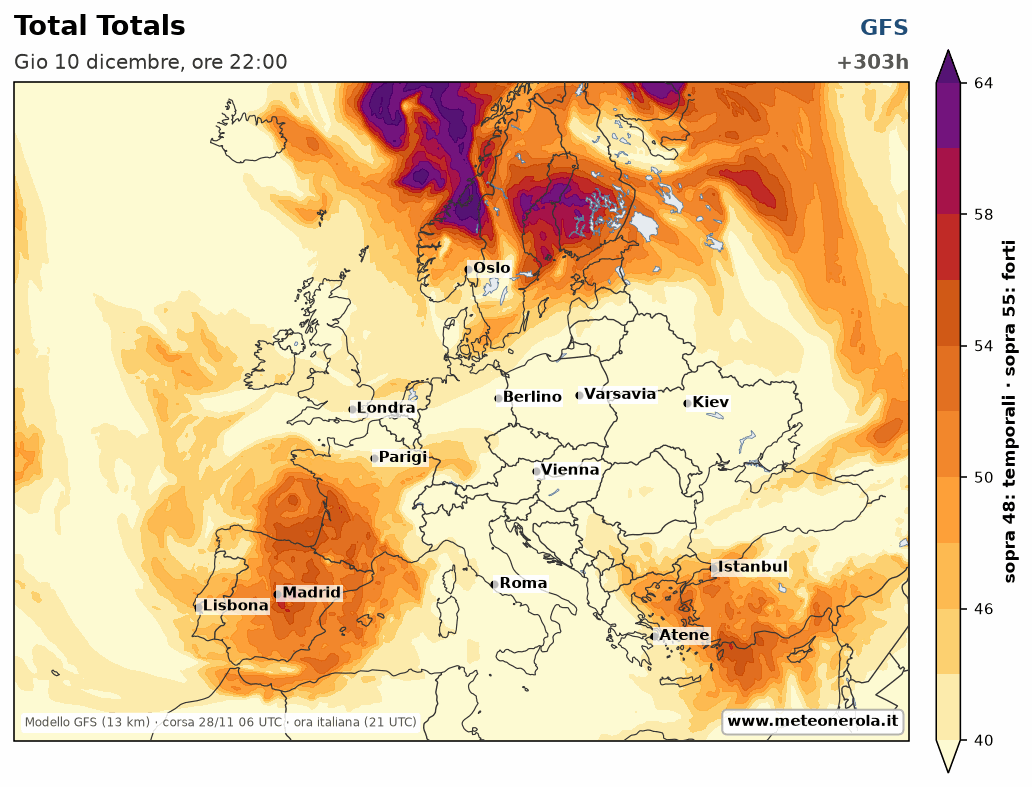 Total Totals
GFS
Gio 10 dicembre, ore 22:00
+303h
64
58
54
50
46
40
sopra 48: temporali · sopra 55: forti
Oslo
Londra
Berlino
Varsavia
Kiev
Parigi
Vienna
Istanbul
Roma
Madrid
Lisbona
Atene
Modello GFS (13 km) · corsa 28/11 06 UTC · ora italiana (21 UTC)
www.meteonerola.it